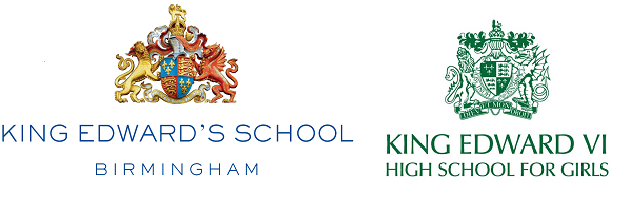 KING EDWARD'S SCHOOL
BIRMINGHAM
KING EDWARD VI
HIGH SCHOOL FOR GIRLS